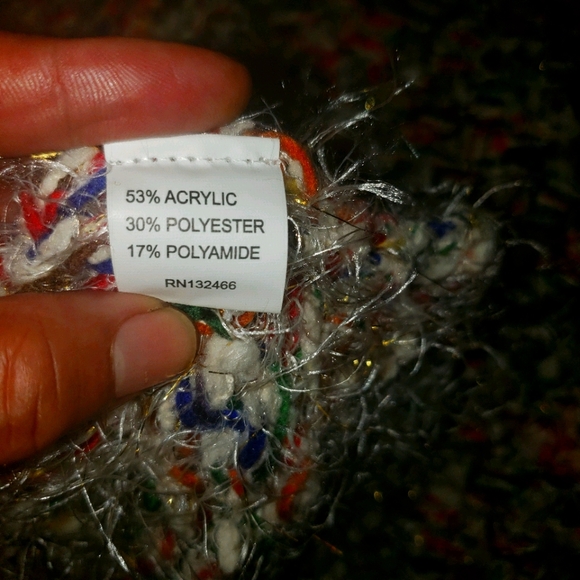 53% ACRYLIC
30% POLYESTER
17% POLYAMIDE
RN132466